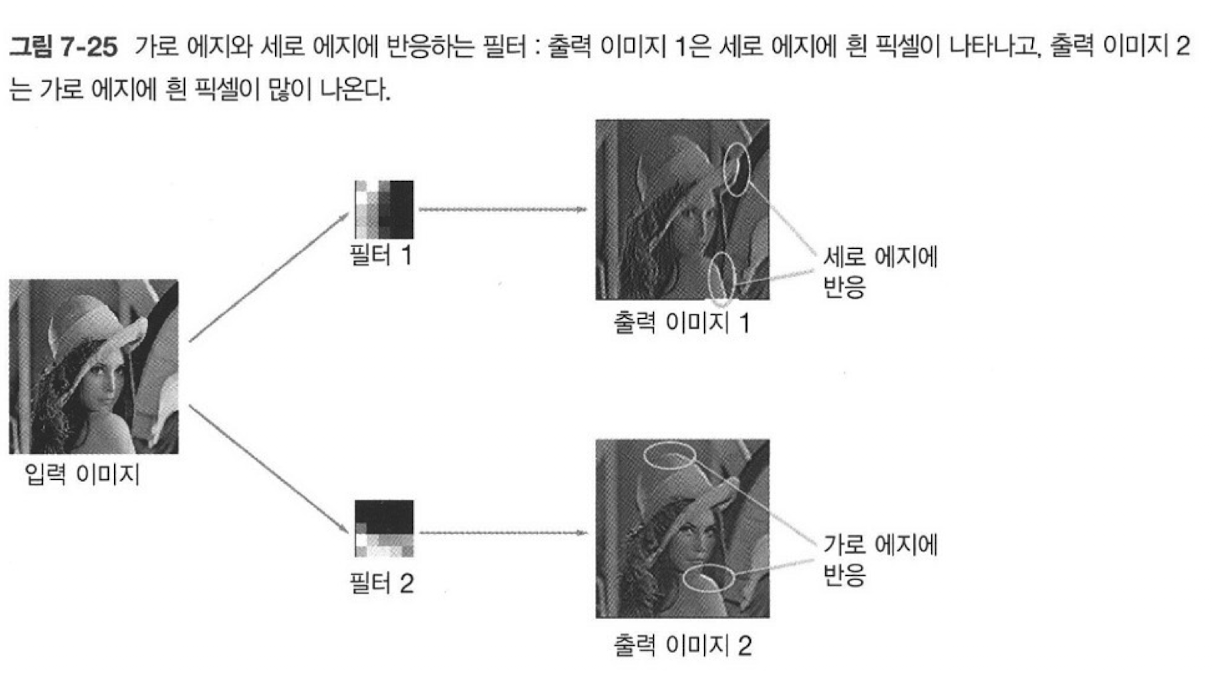 그림 7-25 가로 에지와 세로 에지에 반응하는 필터 : 출력 이미지 1은 세로 에지에 흰 픽셀이 나타나고, 출력 이미지 2
는 가로 에지에 흰 픽셀이 많이 나온다.
필터 1
세로 에지에
반응
출력 이미지 1
입력 이미지
가로 에지에
반응
필터 2
출력 이미지 2